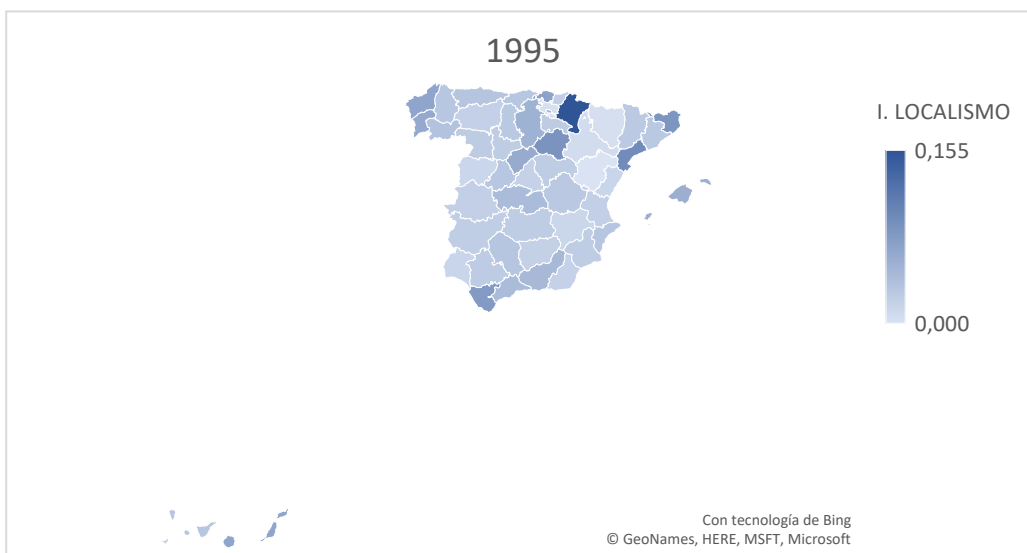 1995
I. LOCALISMO
0,155
0,000
Con tecnología de Bing
© GeoNames, HERE, MSFT, Microsoft